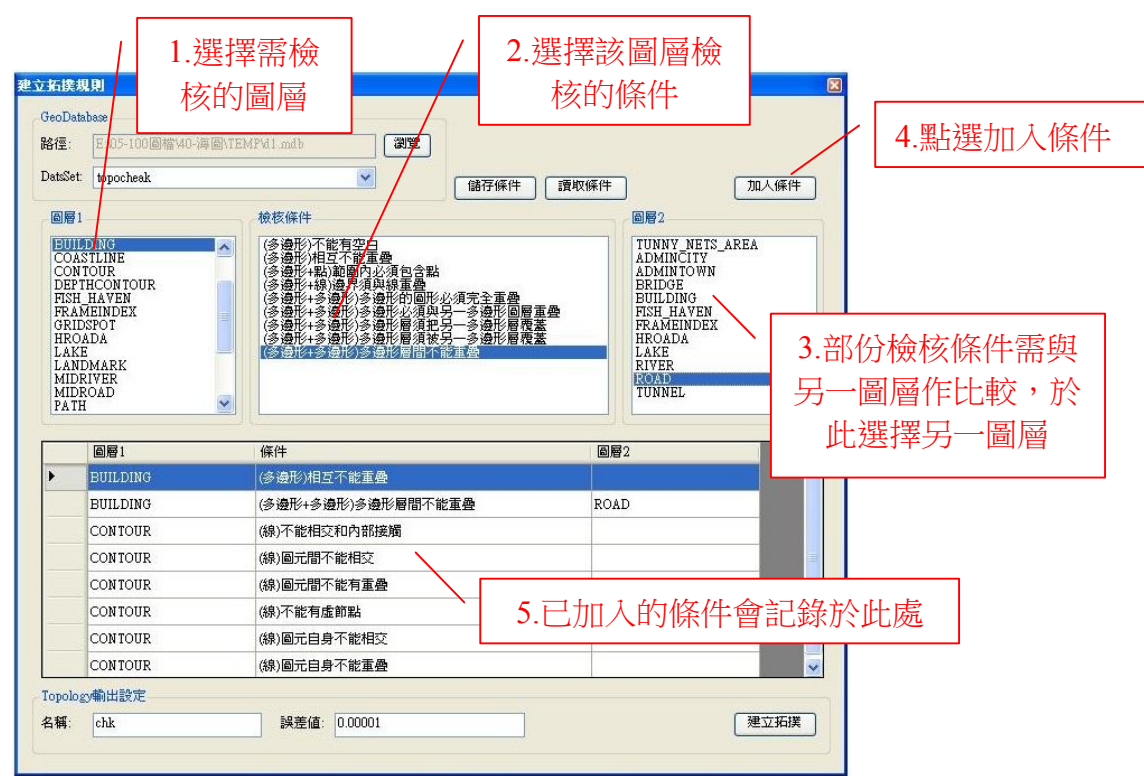 1.選擇需檢
核的圖層
2.選擇該圖層檢
核的條件
4.點選加入條件
建立拓撲規則
GeoDatabase
路徑:
E:\05-100圖檔\40-海圖\TEMP\d1.mdb
瀏覽
DatsSet:
topocheak
儲存條件
讀取條件
加入條件
圖層1
BUILDING
COASTLINE
CONTOUR
DEPTHCONTOUR
FISH_HAVEN
FRAMEINDEX
GRIDSPOT
HROADA
LAKE
LANDMARK
MIDRIVER
MIDROAD
PATH
檢核條件
(多邊形)不能有空白
(多邊形)相互不能重疊
(多邊形+點)範圍內必須包含點
(多邊形+線)邊界須與線重疊
(多邊形+多邊形)多邊形的圖形必須完全重疊
(多邊形+多邊形)多邊形必須與另一多邊形圖層重疊
(多邊形+多邊形)多邊形層須把另一多邊形層覆蓋
(多邊形+多邊形)多邊形層須被另一多邊形層覆蓋
(多邊形+多邊形)多邊形層間不能重疊
圖層2
TUNNY_NETS_AREA
ADMINCITY
ADMINTOWN
BRIDGE
BUILDING
FISH_HAVEN
FRAMEINDEX
HROADA
LAKE
RIVER
ROAD
TUNNEL
3.部份檢核條件需與
另一圖層作比較，於
此選擇另一圖層
圖層1 條件 圖層2
BUILDING (多邊形)相互不能重疊
BUILDING (多邊形+多邊形)多邊形層間不能重疊 ROAD
CONTOUR (線)不能相交和內部接觸
CONTOUR (線)圖元間不能相交
CONTOUR (線)圖元間不能有重疊
CONTOUR (線)不能有虛節點
CONTOUR (線)圖元自身不能相交
CONTOUR (線)圖元自身不能重疊
5.已加入的條件會記錄於此處
Topology輸出設定
名稱: chk 誤差值: 0.00001 建立拓撲